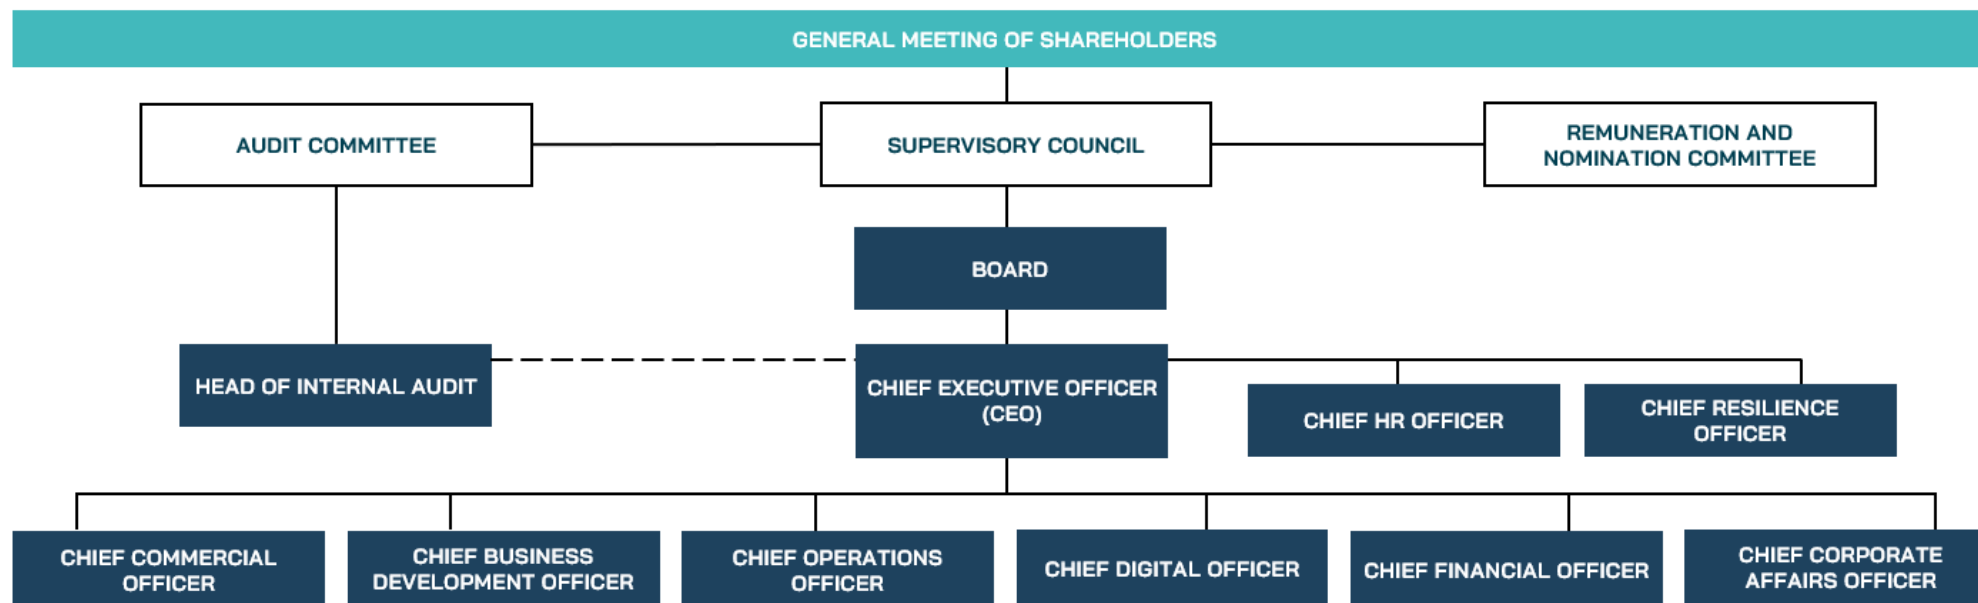 GENERAL MEETING OF SHAREHOLDERS
AUDIT COMMITTEE
SUPERVISORY COUNCIL
REMUNERATION AND
NOMINATION COMMITTEE
BOARD
HEAD OF INTERNAL AUDIT
CHIEF EXECUTIVE OFFICER
(CEO)
CHIEF HR OFFICER
CHIEF RESILIENCE
OFFICER
CHIEF COMMERCIAL
OFFICER
CHIEF BUSINESS
DEVELOPMENT OFFICER
CHIEF OPERATIONS
OFFICER
CHIEF DIGITAL OFFICER
CHIEF FINANCIAL OFFICER
CHIEF CORPORATE
AFFAIRS OFFICER